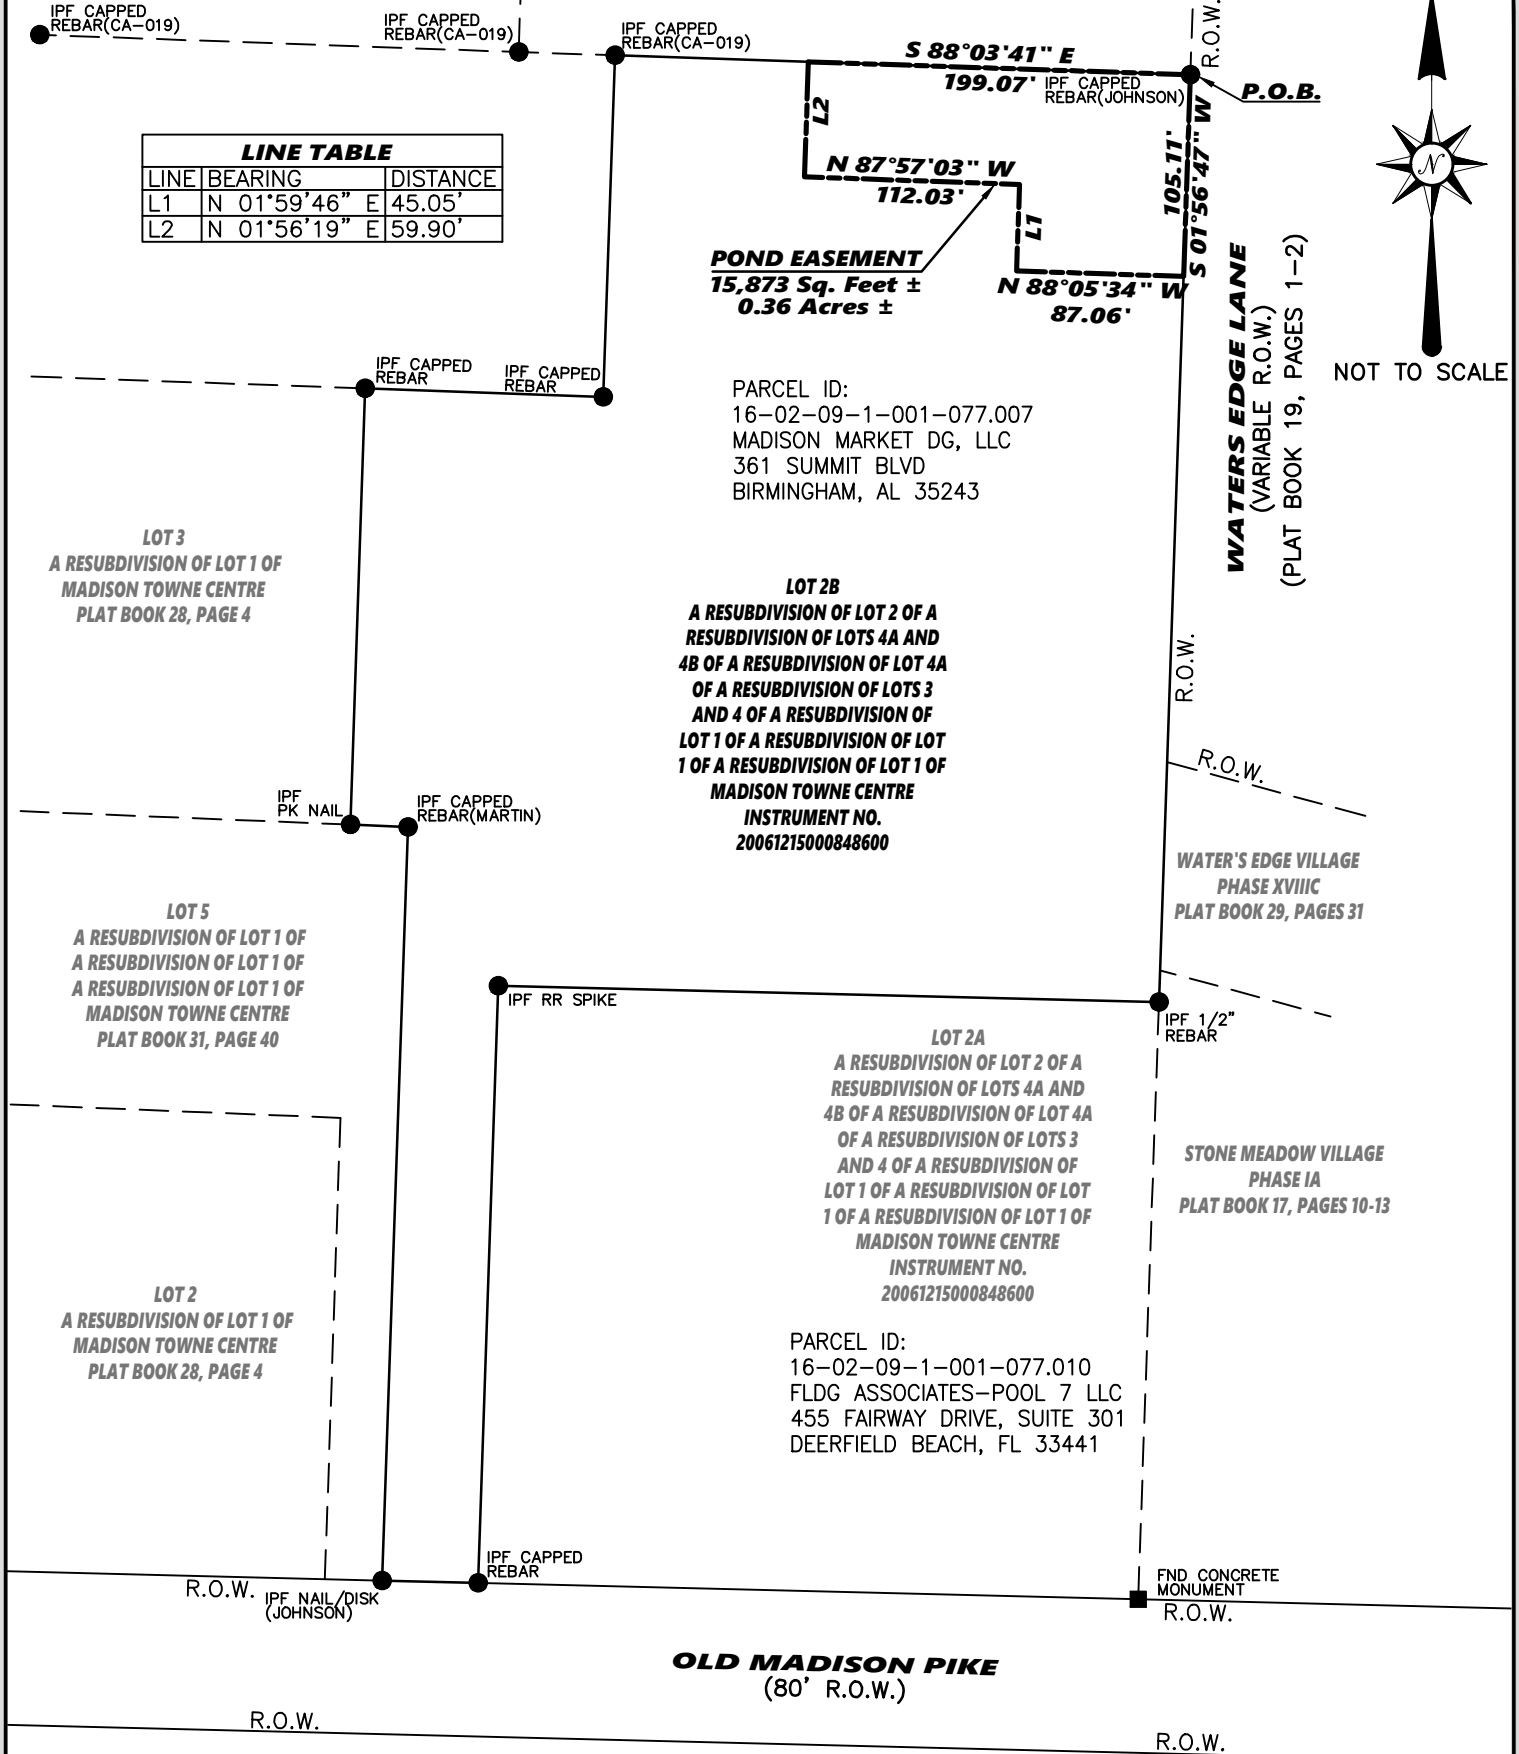 IPF CAPPED
REBAR(CA-019)
IPF CAPPED
REBAR(CA-019)
IPF CAPPED
REBAR(CA-019)
R.O.W.
S 88°03'41" E
199.07'
IPF CAPPED
REBAR(JOHNSON)
P.O.B.
L2
LINE TABLE
LINE BEARING DISTANCE
L1 N 01°59'46" E 45.05'
L2 N 01°56'19" E 59.90'
N 87°57'03" W
112.03'
105.11'
S 01°56'47" W
N
L1
POND EASEMENT
15,873 Sq. Feet ±
0.36 Acres ±
N 88°05'34" W
87.06'
WATERS EDGE LANE
(VARIABLE R.O.W.)
(PLAT BOOK 19, PAGES 1-2)
NOT TO SCALE
IPF CAPPED
REBAR
IPF CAPPED
REBAR
PARCEL ID:
16-02-09-1-001-077.007
MADISON MARKET DG, LLC
361 SUMMIT BLVD
BIRMINGHAM, AL 35243
LOT 3
A RESUBDIVISION OF LOT 1 OF
MADISON TOWNE CENTRE
PLAT BOOK 28, PAGE 4
LOT 2B
A RESUBDIVISION OF LOT 2 OF A
RESUBDIVISION OF LOTS 4A AND
4B OF A RESUBDIVISION OF LOT 4A
OF A RESUBDIVISION OF LOTS 3
AND 4 OF A RESUBDIVISION OF
LOT 1 OF A RESUBDIVISION OF LOT
1 OF A RESUBDIVISION OF LOT 1 OF
MADISON TOWNE CENTRE
INSTRUMENT NO.
20061215000848600
R.O.W.
R.O.W.
IPF
PK NAIL
IPF CAPPED
REBAR(MARTIN)
WATER'S EDGE VILLAGE
PHASE XVIIIC
PLAT BOOK 29, PAGES 31
LOT 5
A RESUBDIVISION OF LOT 1 OF
A RESUBDIVISION OF LOT 1 OF
A RESUBDIVISION OF LOT 1 OF
MADISON TOWNE CENTRE
PLAT BOOK 31, PAGE 40
IPF RR SPIKE
IPF 1/2"
REBAR
LOT 2A
A RESUBDIVISION OF LOT 2 OF A
RESUBDIVISION OF LOTS 4A AND
4B OF A RESUBDIVISION OF LOT 4A
OF A RESUBDIVISION OF LOTS 3
AND 4 OF A RESUBDIVISION OF
LOT 1 OF A RESUBDIVISION OF LOT
1 OF A RESUBDIVISION OF LOT 1 OF
MADISON TOWNE CENTRE
INSTRUMENT NO.
20061215000848600
STONE MEADOW VILLAGE
PHASE IA
PLAT BOOK 17, PAGES 10-13
LOT 2
A RESUBDIVISION OF LOT 1 OF
MADISON TOWNE CENTRE
PLAT BOOK 28, PAGE 4
PARCEL ID:
16-02-09-1-001-077.010
FLDG ASSOCIATES-POOL 7 LLC
455 FAIRWAY DRIVE, SUITE 301
DEERFIELD BEACH, FL 33441
IPF CAPPED
REBAR
R.O.W.
IPF NAIL/DISK
(JOHNSON)
FND CONCRETE
MONUMENT
R.O.W.
OLD MADISON PIKE
(80' R.O.W.)
R.O.W.
R.O.W.